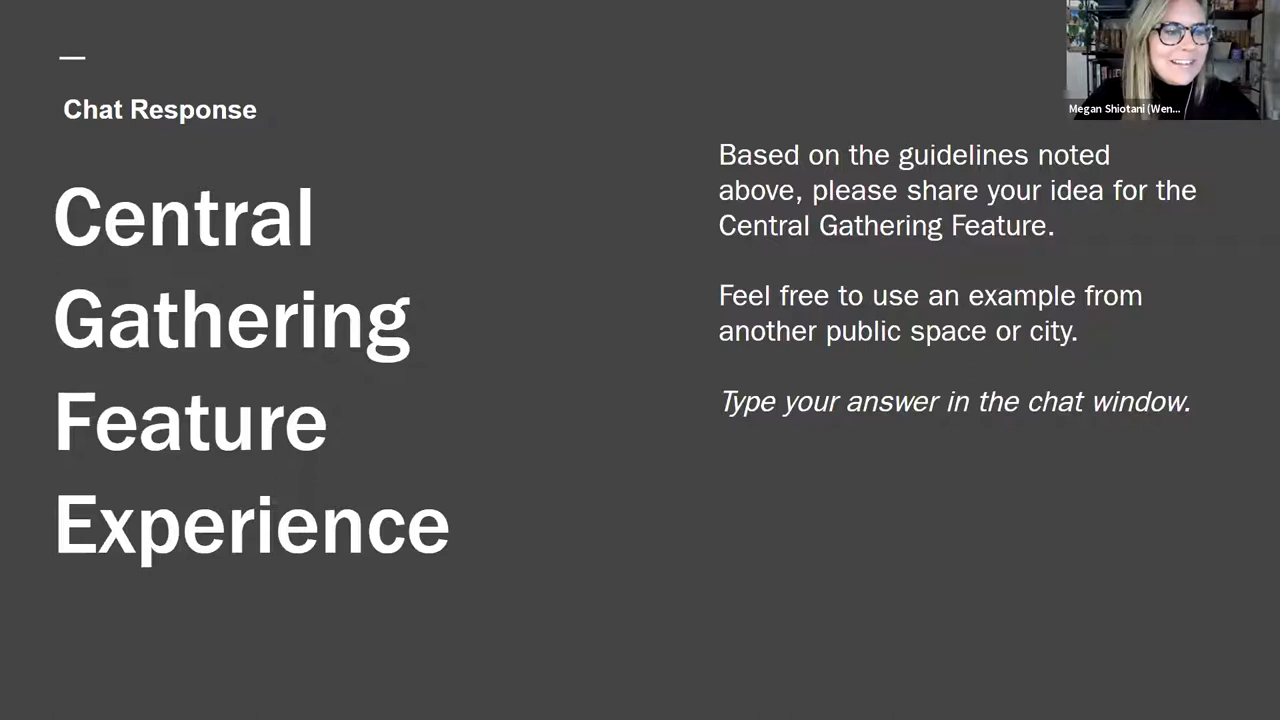 Chat Response
Central
Gathering
Feature
Experience
Based on the guidelines noted
above, please share your idea for the
Central Gathering Feature.
Feel free to use an example from
another public space or city.
Type your answer in the chat window.
Megan Shiotani (Wen...